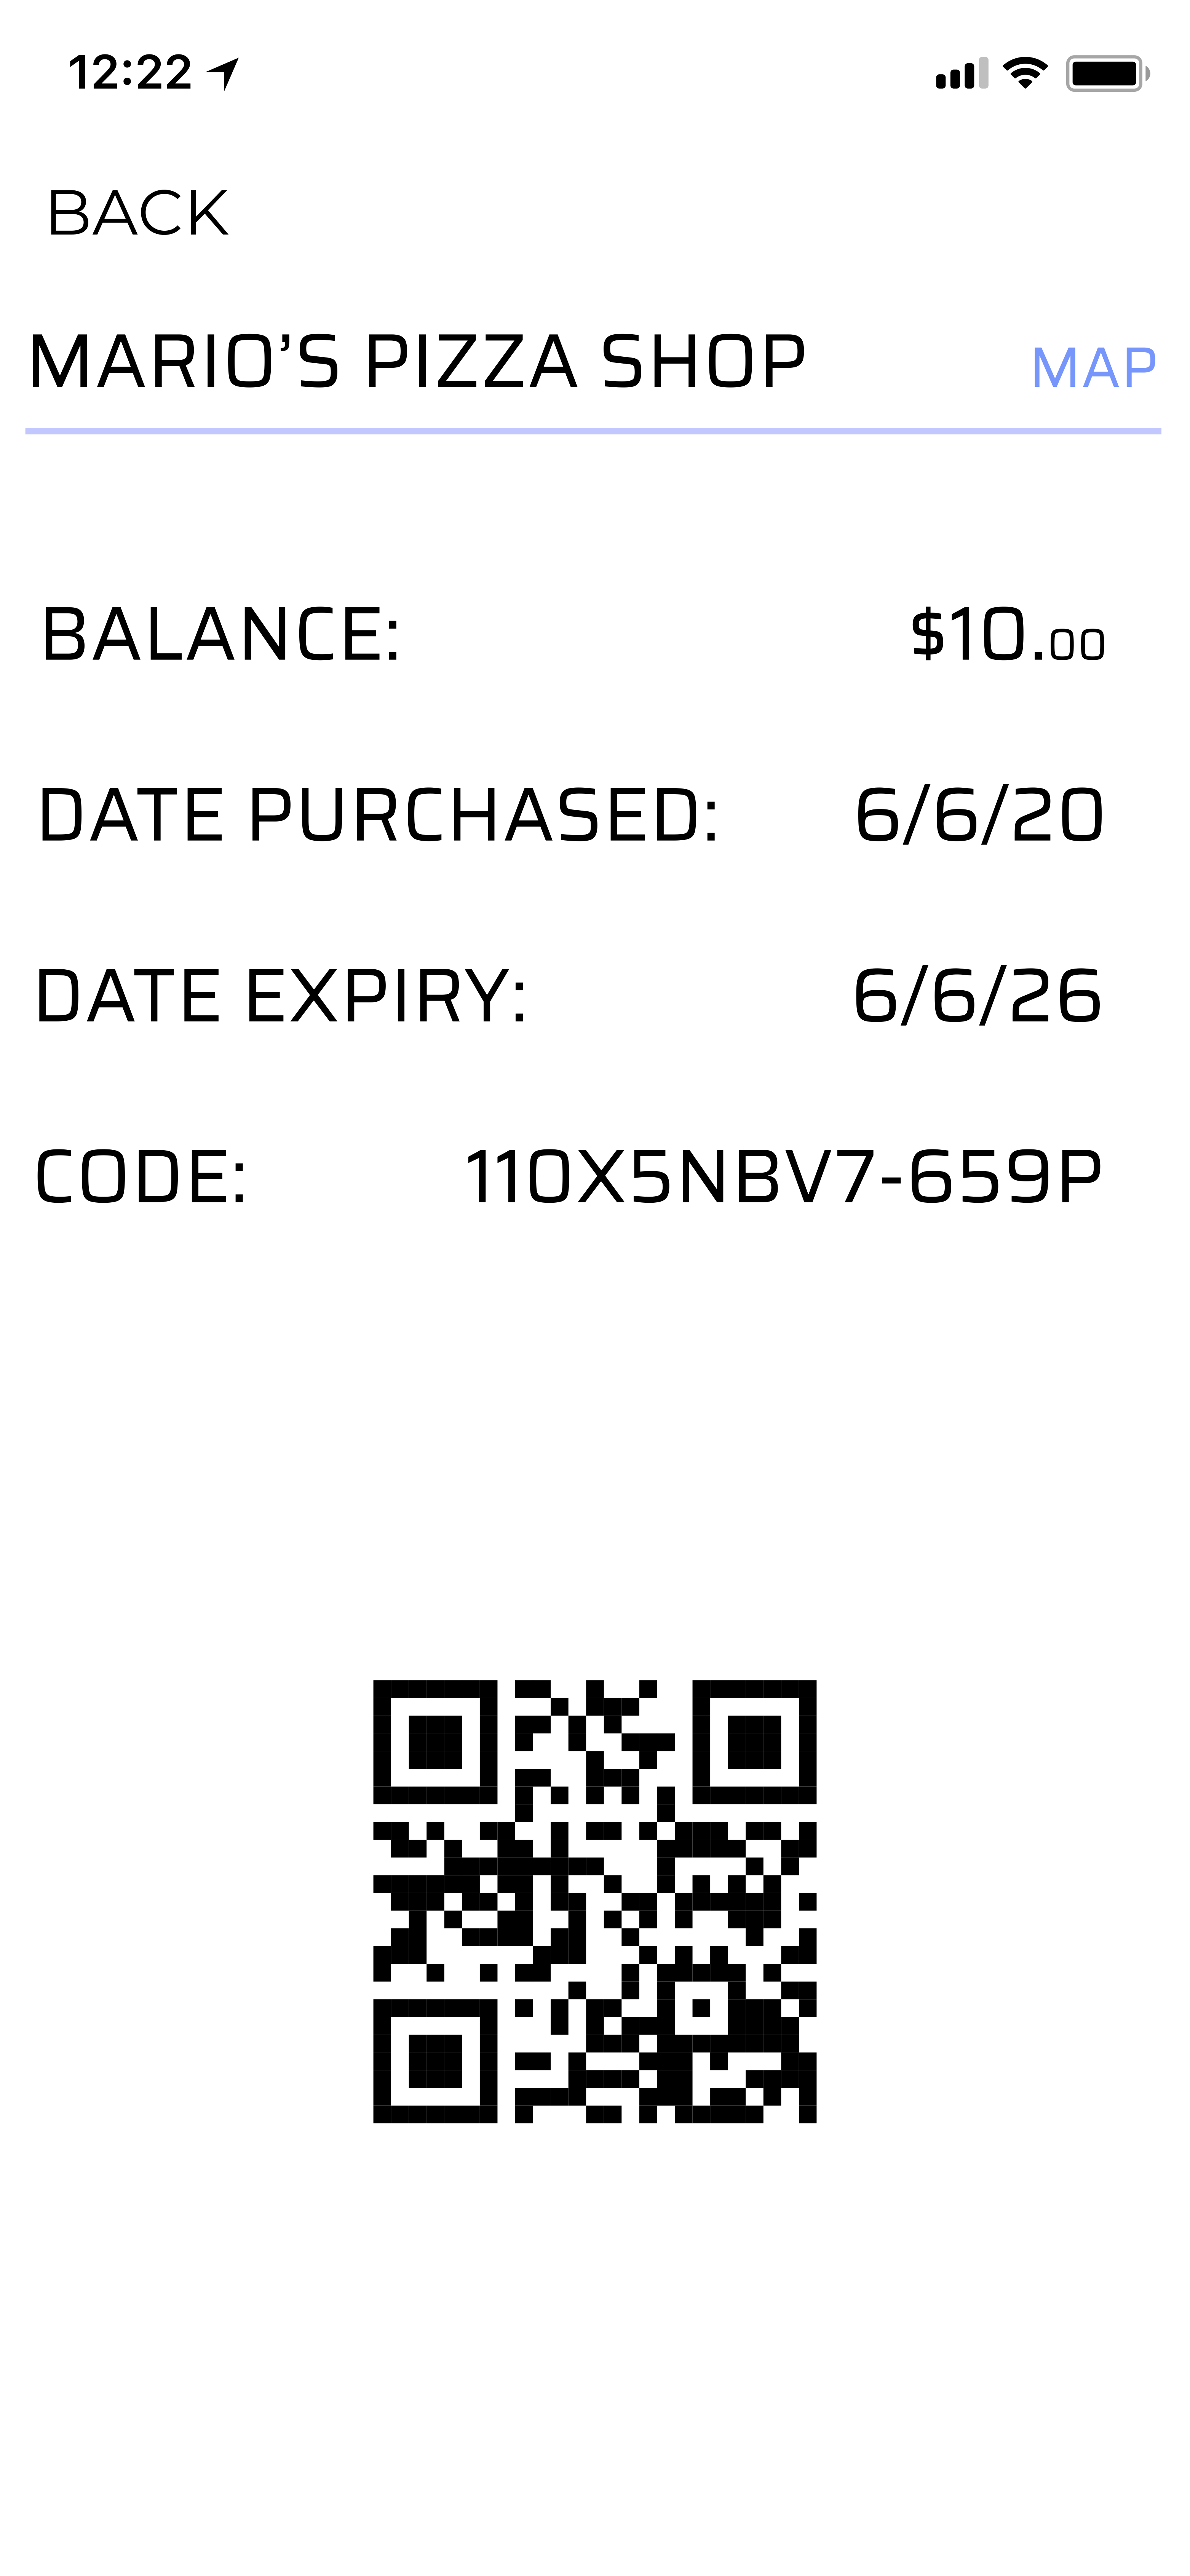 12:22
BACK
MARIO’S PIZZA SHOP MAP
BALANCE: $10.00
DATE PURCHASED: 6/6/20
DATE EXPIRY: 6/6/26
CODE: 110X5NBV7-659P